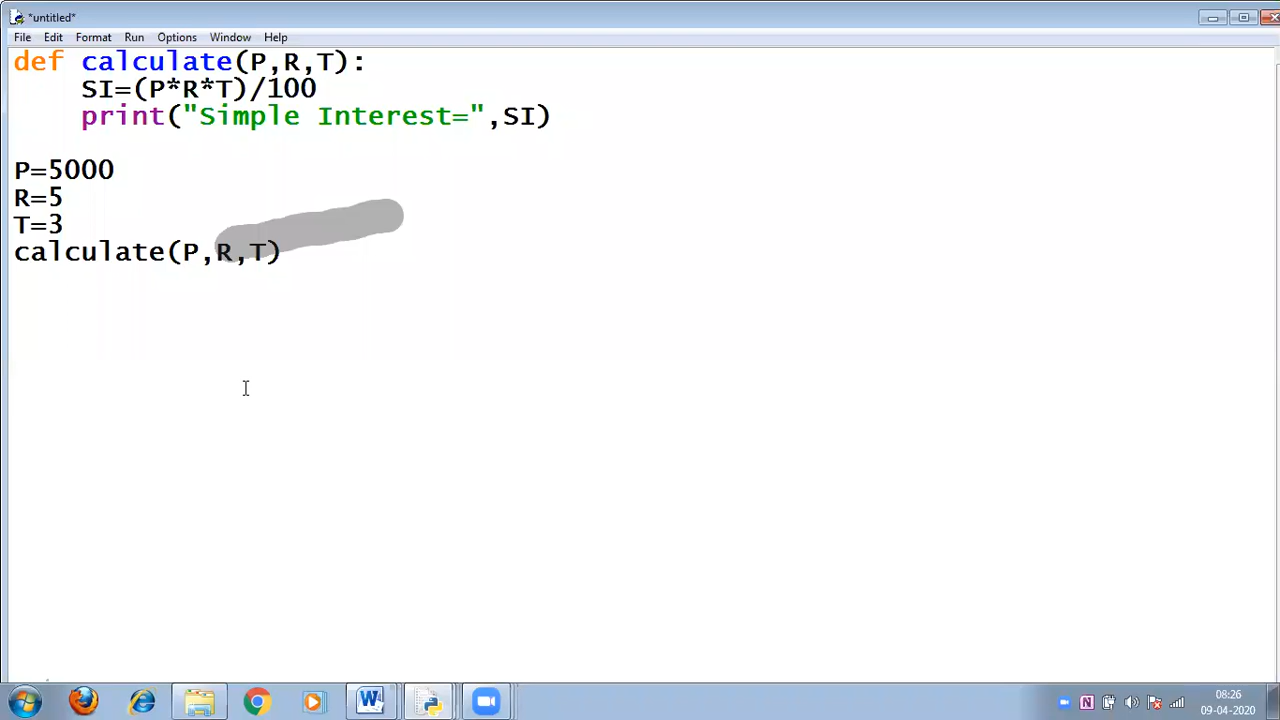 *untitled*
File Edit Format Run Options Window Help
def calculate(P,R,T):
    SI=(P*R*T)/100
    print("Simple Interest=",SI)
P=5000
R=5
T=3
calculate(P,R,T)
08:26
09-04-2020